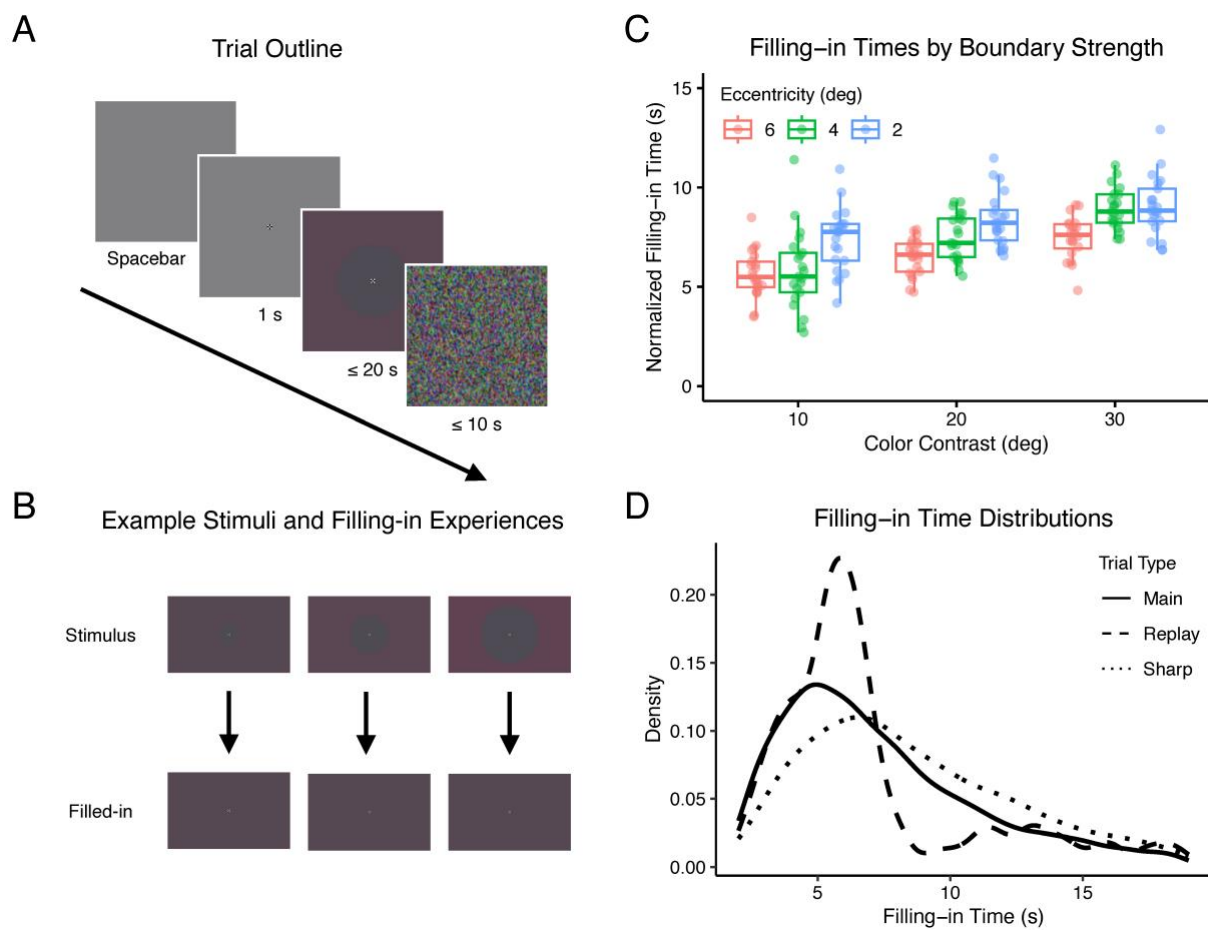 A
Trial Outline
Spacebar
1 s
≤ 20 s
≤ 10 s
B
Example Stimuli and Filling-in Experiences
Stimulus
Filled-in
C
Filling–in Times by Boundary Strength
Normalized Filling–in Time (s)
15
10
5
0
Eccentricity (deg)
6 4 2
10 20 30
Color Contrast (deg)
D
Filling–in Time Distributions
Density
0.20
0.15
0.10
0.05
0.00
Trial Type
Main
Replay
Sharp
5 10 15
Filling–in Time (s)